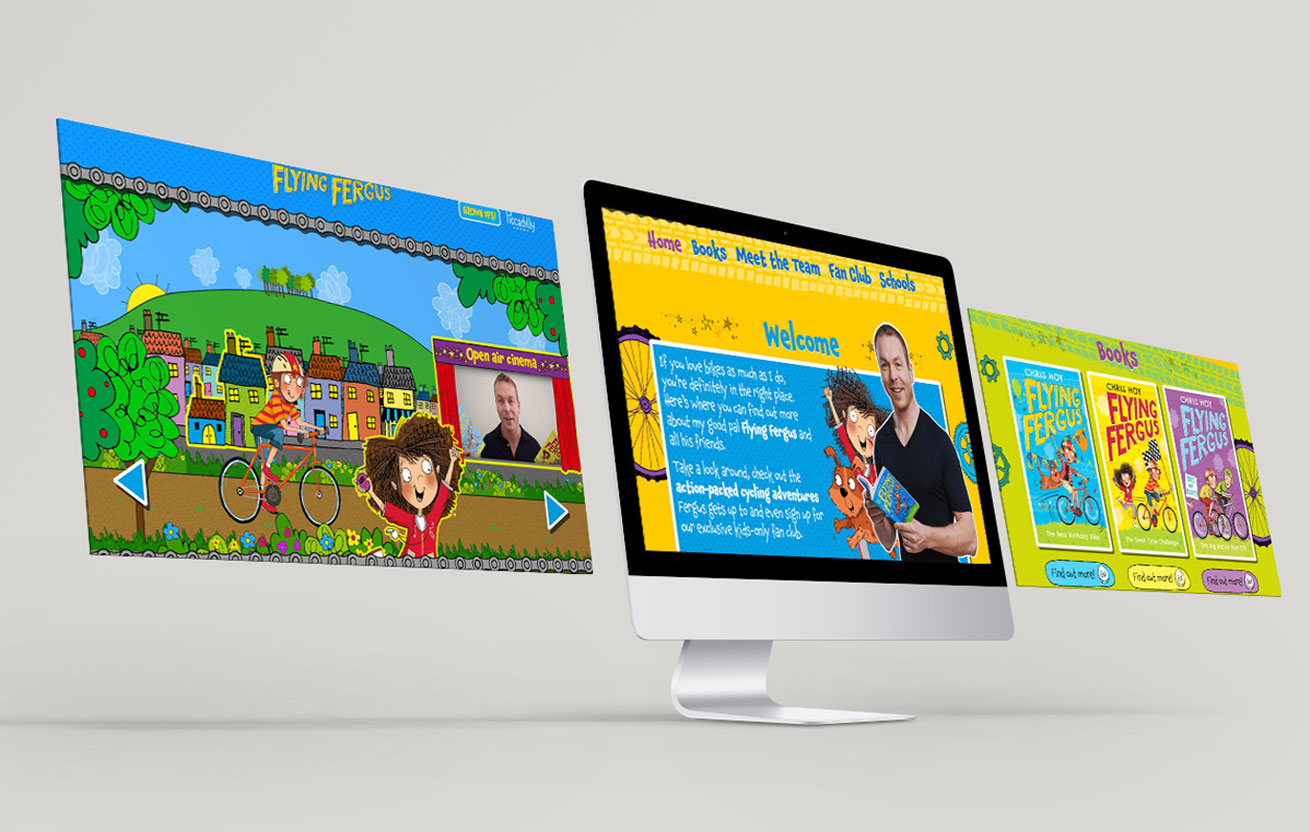 FLYING FERGUS
GROWN UPS!
Piccadilly
Open air cinema
Home Books Meet the Team Fan Club Schools
Welcome
If you love bikes as much as I do,
you're definitely in the right place.
Here's where you can find out more
about my good pal Flying Fergus and
all his friends.
Take a look around, check out the
action-packed cycling adventures
Fergus gets up to and even sign up for
our exclusive kids-only fan club.
Books
CHRIS HOY
FLYING
FERGUS
The Best Birthday Bike
Find out more!
CHRIS HOY
FLYING
FERGUS
The Great Cycle Challenge
Find out more!
CHRIS HOY
FLYING
FERGUS
The Big Biscuit Bike Off
Find out more!